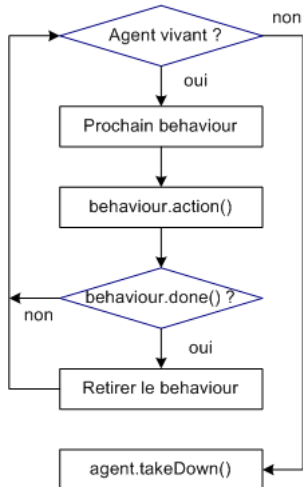 Agent vivant ?
non
oui
Prochain behaviour
behaviour.action()
behaviour.done() ?
non
oui
Retirer le behaviour
agent.takeDown()